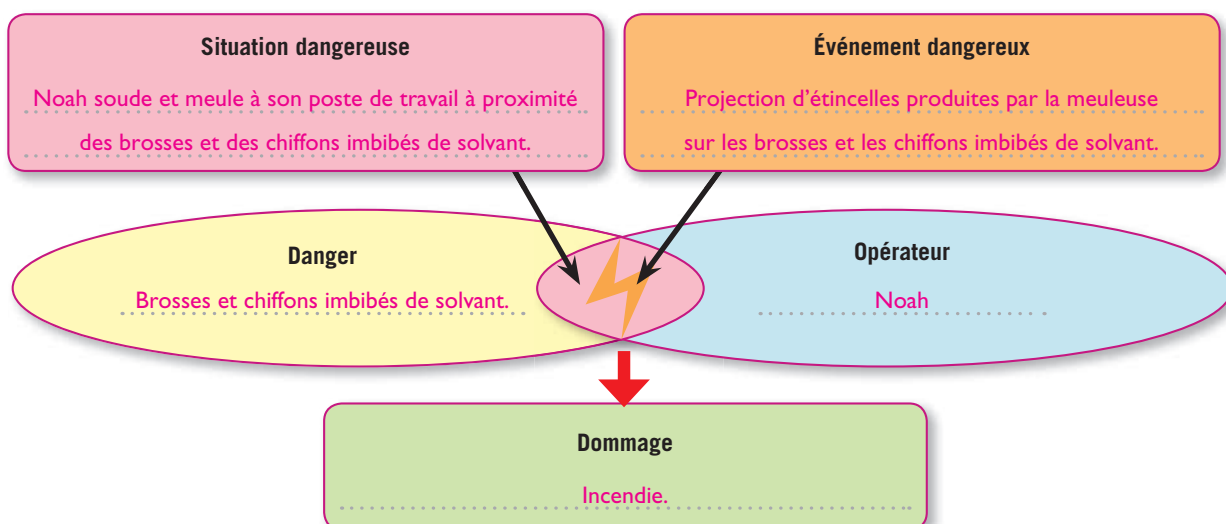 Situation dangereuse
Noah soude et meule à son poste de travail à proximité
des brosses et des chiffons imbibés de solvant.
Événement dangereux
Projection d’étincelles produites par la meuleuse
sur les brosses et les chiffons imbibés de solvant.
Danger
Brosses et chiffons imbibés de solvant.
Opérateur
Noah
Dommage
Incendie.